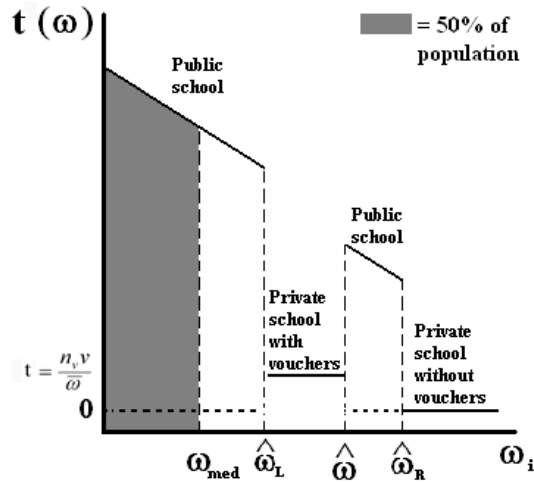 t (ω)
= 50% of
population
Public
school
Public
school
Private
school
with
vouchers
Private
school
without
vouchers
t = n_v v / ω̅
0
ω_med
ω̂_L
ω̂
ω̂_R
ω_i